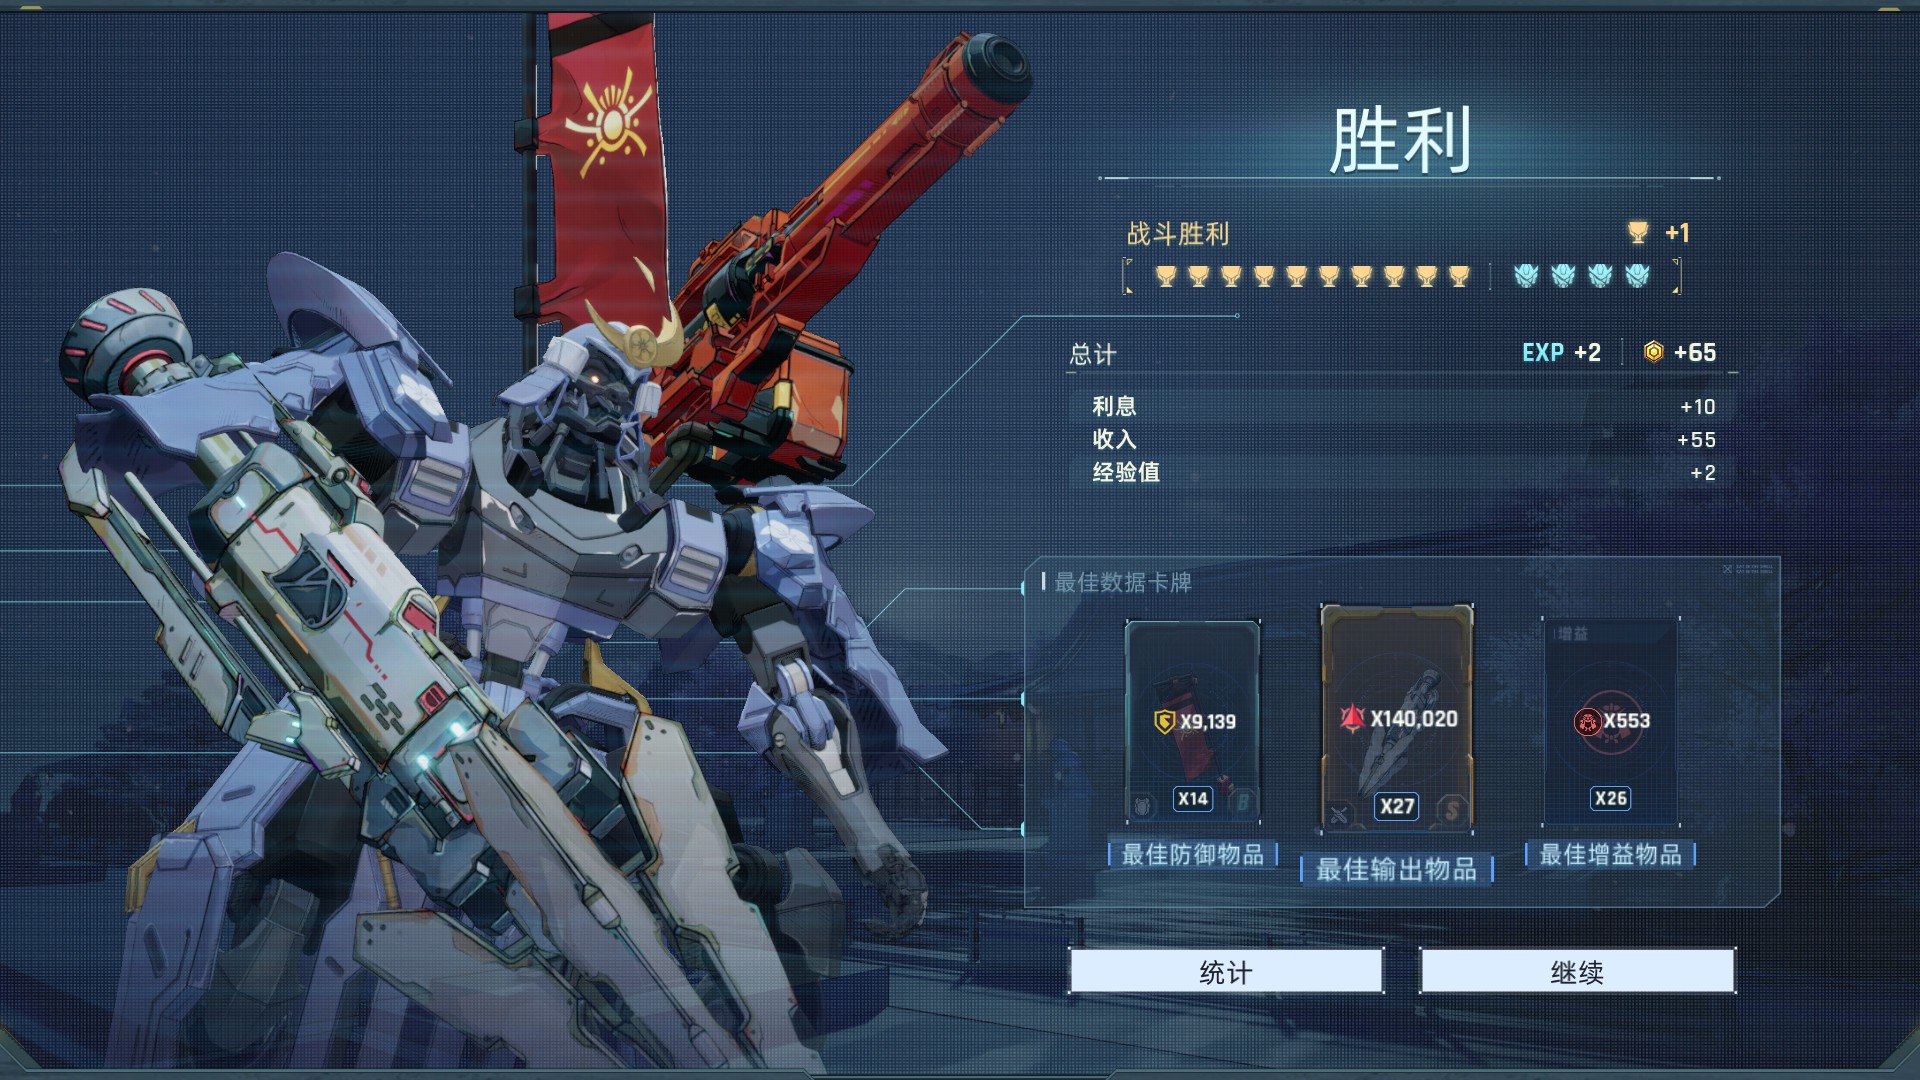 胜利
战斗胜利 +1
总计 EXP +2 +65
利息 +10
收入 +55
经验值 +2
最佳数据卡牌
增益
X9,139
X140,020
X553
X14
B
X27
S
X26
最佳防御物品
最佳输出物品
最佳增益物品
统计
继续